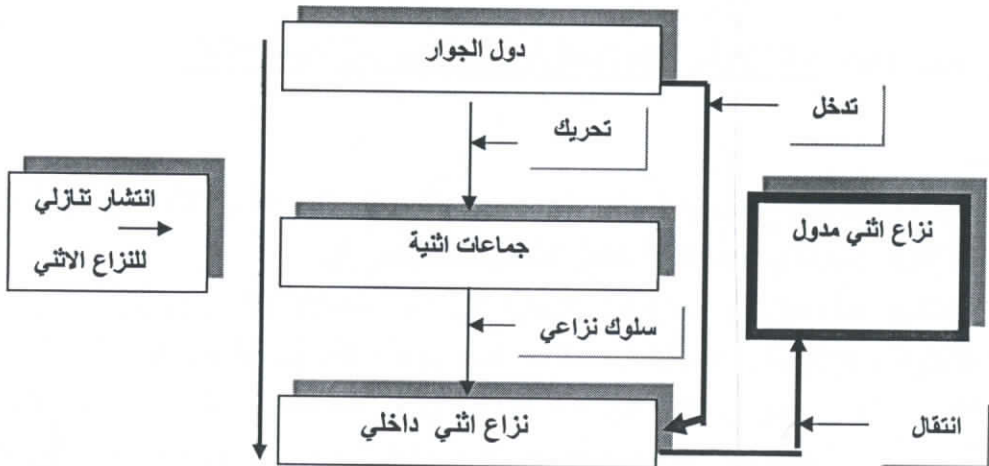 دول الجوار
تدخل
تحريك
انتشار تنازلي
للنزاع الاثني
جماعات اثنية
نزاع اثني مدول
سلوك نزاعي
نزاع اثني داخلي
انتقال